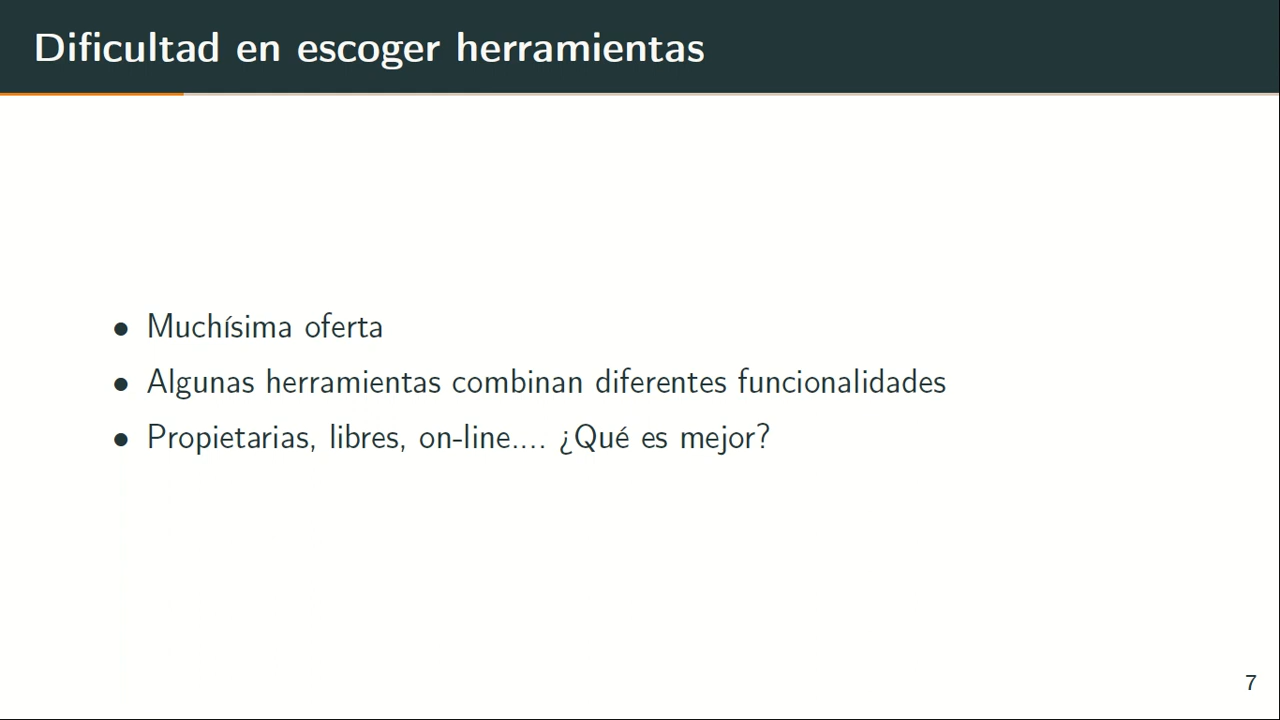 Dificultad en escoger herramientas
• Muchísima oferta
• Algunas herramientas combinan diferentes funcionalidades
• Propietarias, libres, on-line.... ¿Qué es mejor?
7